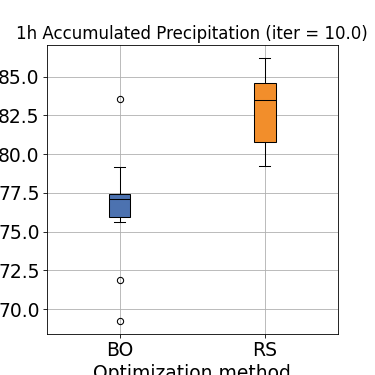 1h Accumulated Precipitation (iter = 10.0)
85.0
82.5
80.0
77.5
75.0
72.5
70.0
BO RS
Optimization method